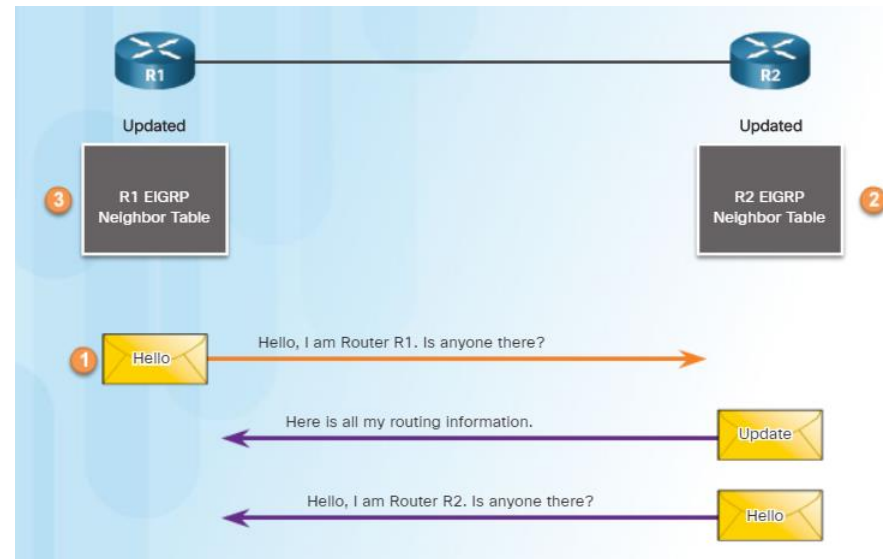 R1
R2
Updated
Updated
3
R1 EIGRP
Neighbor Table
R2 EIGRP
Neighbor Table
2
1
Hello
Hello, I am Router R1. Is anyone there?
Here is all my routing information.
Update
Hello, I am Router R2. Is anyone there?
Hello